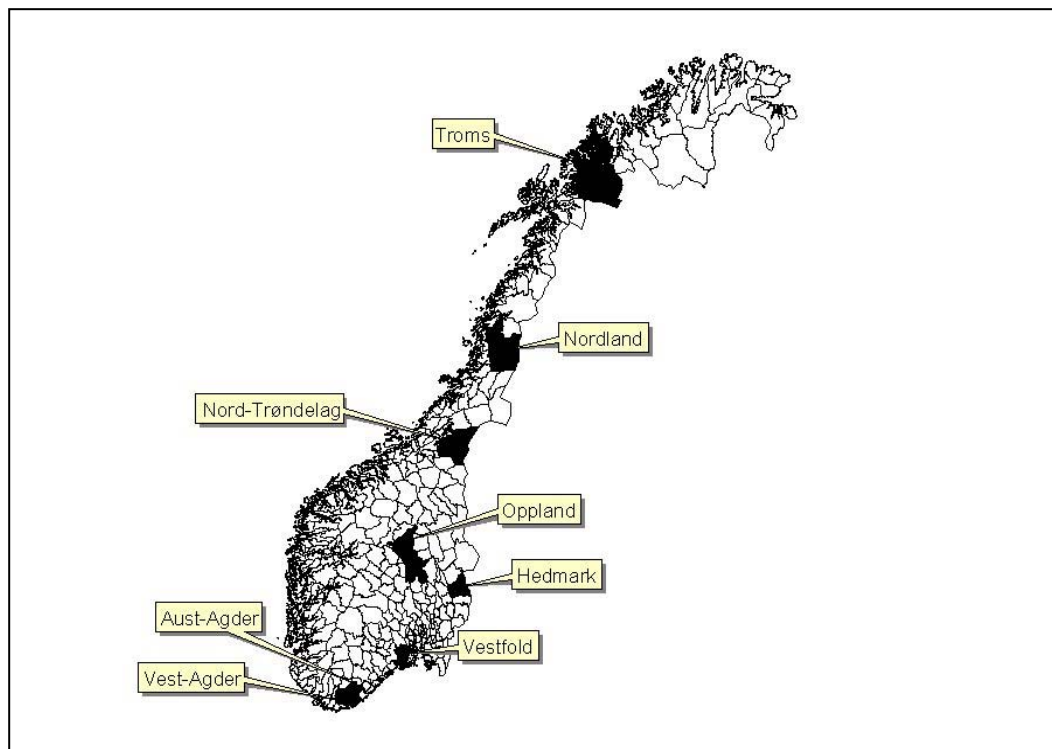 Troms
Nordland
Nord-Trøndelag
Oppland
Hedmark
Aust-Agder
Vestfold
Vest-Agder